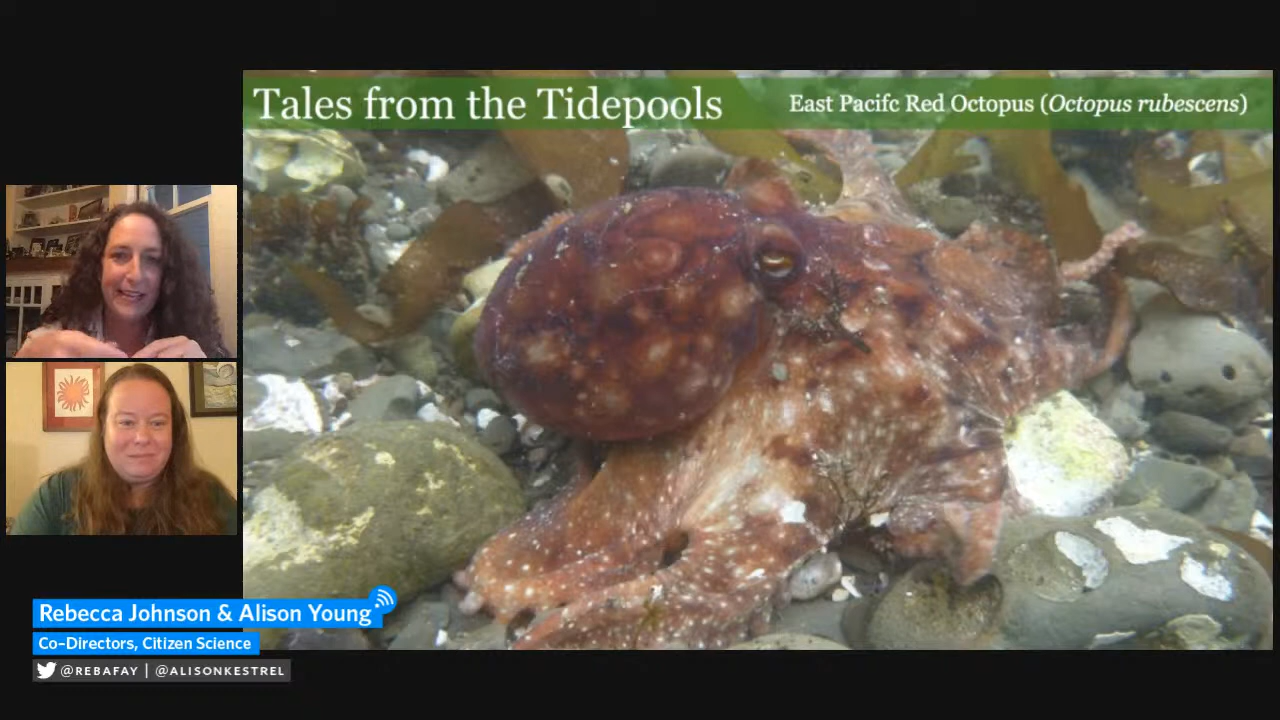 Tales from the Tidepools
East Pacifc Red Octopus (Octopus rubescens)
Rebecca Johnson & Alison Young
Co-Directors, Citizen Science
@REBAFAY | @ALISONKESTREL